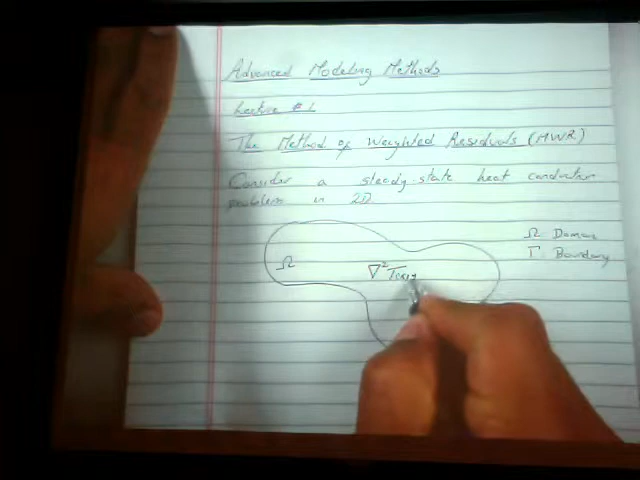 Advanced Modeling Methods
Lecture # 1
The Method of Weighted Residuals (MWR)
Consider a steady-state heat conduction
problem in 2D
Ω: Domain
Γ: Boundary
Ω
∇²T(x,y